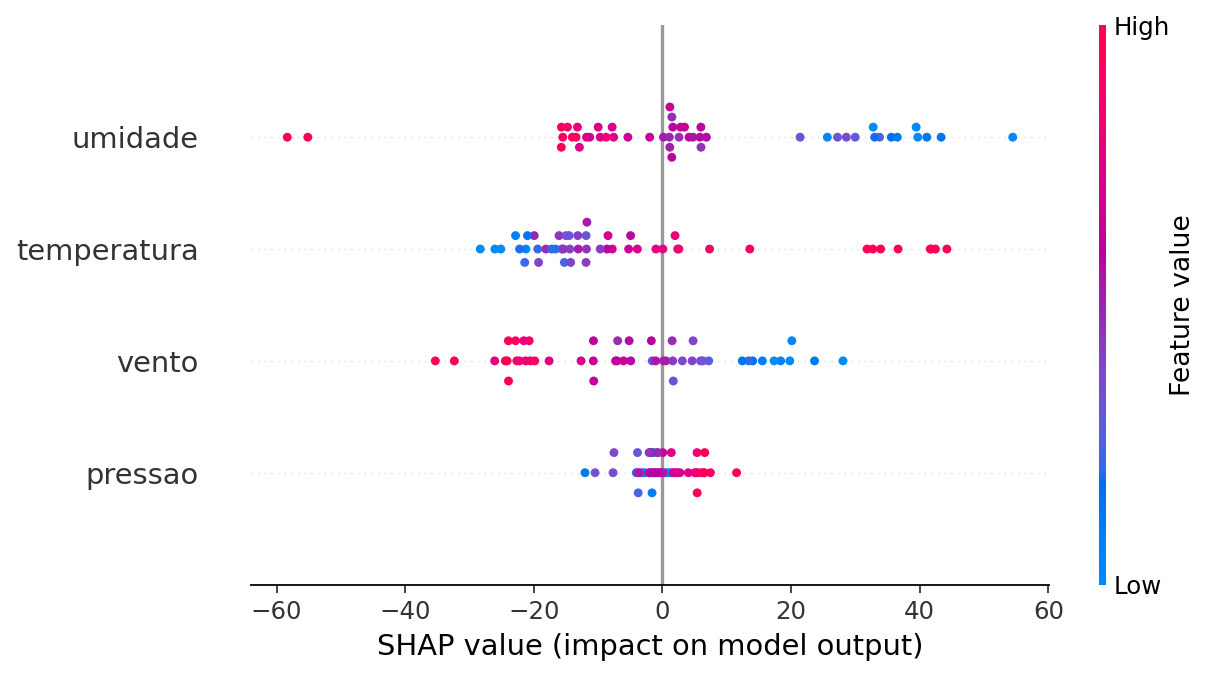 High
umidade
temperatura
vento
pressao
Feature value
Low
−60 −40 −20 0 20 40 60
SHAP value (impact on model output)